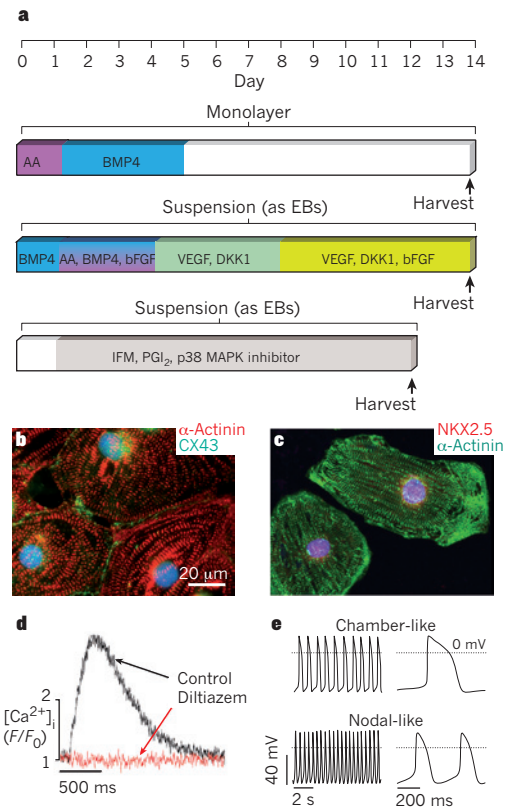 a
0 1 2 3 4 5 6 7 8 9 10 11 12 13 14
Day
Monolayer
AA BMP4
Harvest
Suspension (as EBs)
BMP4 AA, BMP4, bFGF VEGF, DKK1 VEGF, DKK1, bFGF
Harvest
Suspension (as EBs)
IFM, PGI₂, p38 MAPK inhibitor
Harvest
b
α-Actinin
CX43
20 μm
c
NKX2.5
α-Actinin
d
Control
Diltiazem
2
[Ca²⁺]ᵢ
(F/F₀)
1
500 ms
e
Chamber-like
0 mV
Nodal-like
40 mV
2 s 200 ms